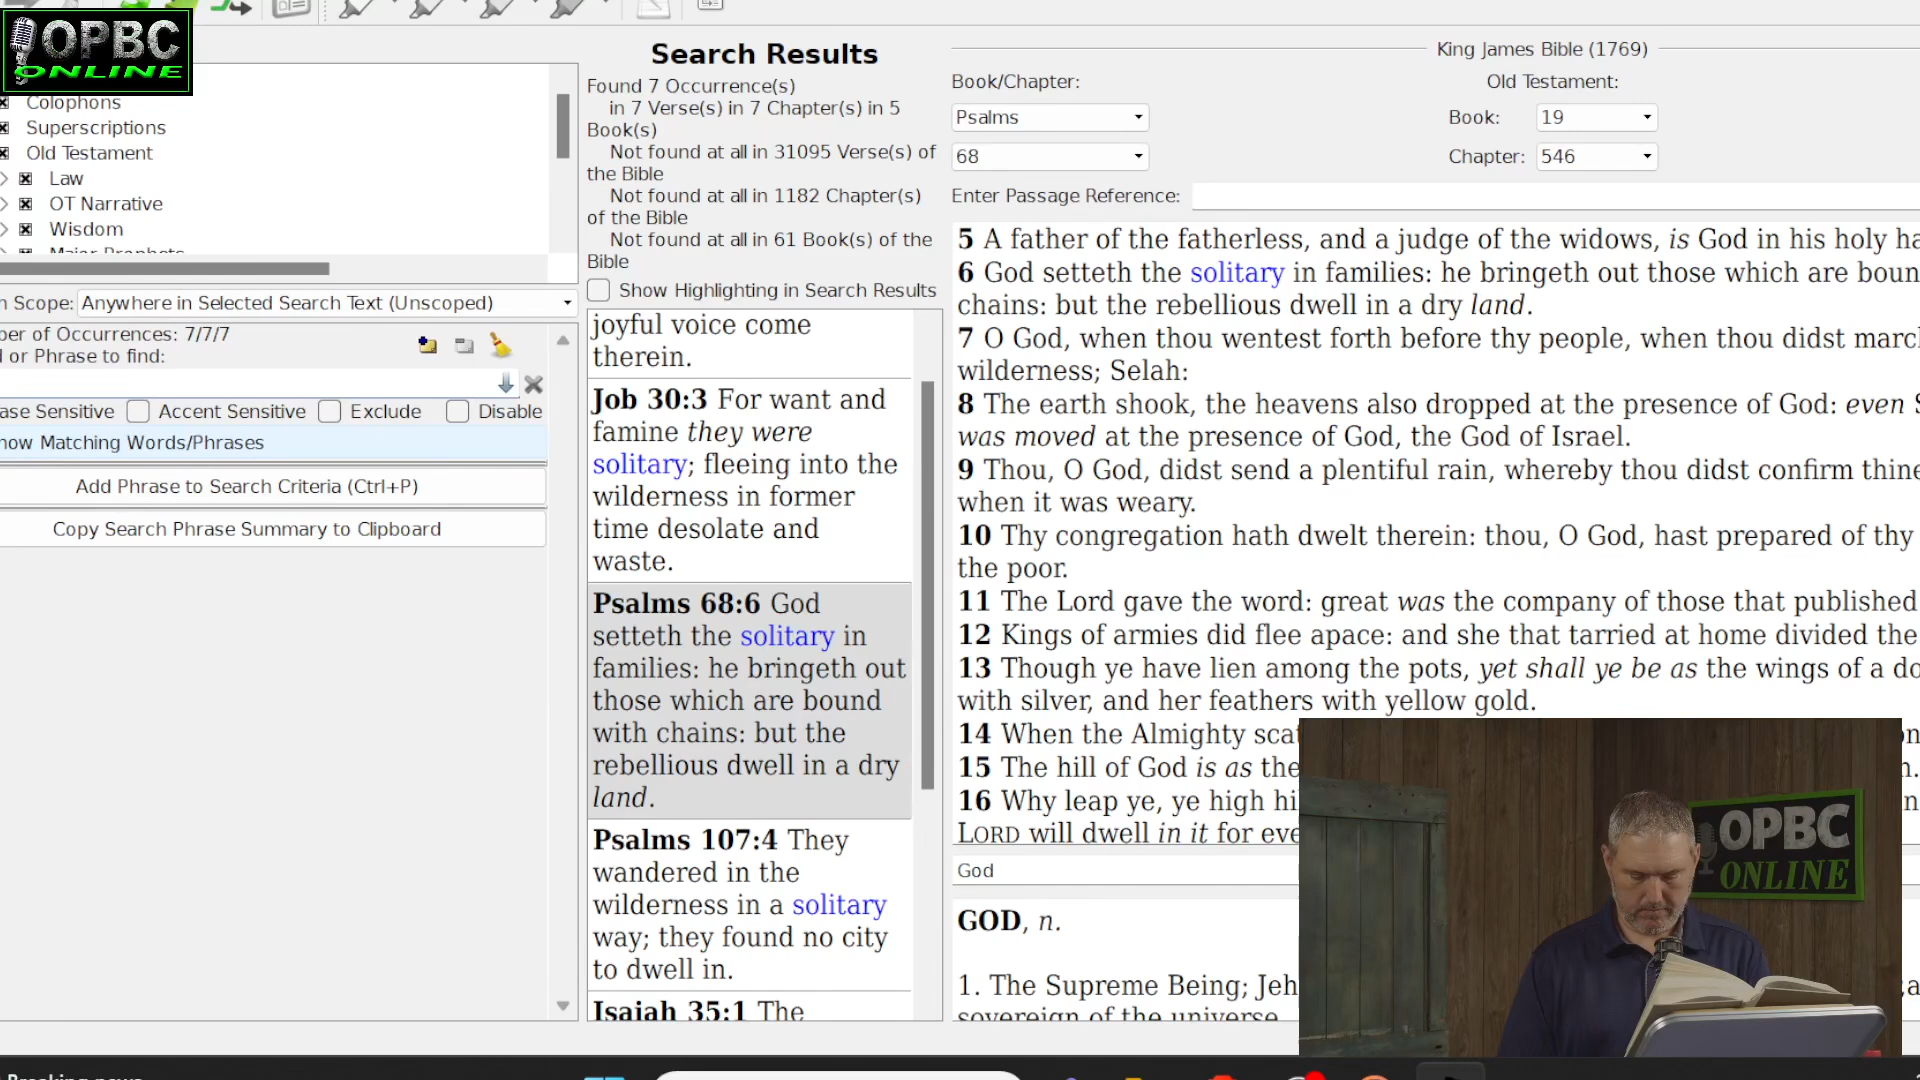 OPBC
ONLINE
Colophons
Superscriptions
Old Testament
Law
OT Narrative
Wisdom
Major Prophets
Scope: Anywhere in Selected Search Text (Unscoped)
ber of Occurrences: 7/7/7
or Phrase to find:
ase Sensitive Accent Sensitive Exclude Disable
how Matching Words/Phrases
Add Phrase to Search Criteria (Ctrl+P)
Copy Search Phrase Summary to Clipboard
Search Results
Found 7 Occurrence(s)
in 7 Verse(s) in 7 Chapter(s) in 5
Book(s)
Not found at all in 31095 Verse(s) of
the Bible
Not found at all in 1182 Chapter(s)
of the Bible
Not found at all in 61 Book(s) of the
Bible
Show Highlighting in Search Results
joyful voice come
therein.
Job 30:3 For want and
famine they were
solitary; fleeing into the
wilderness in former
time desolate and
waste.
Psalms 68:6 God
setteth the solitary in
families: he bringeth out
those which are bound
with chains: but the
rebellious dwell in a dry
land.
Psalms 107:4 They
wandered in the
wilderness in a solitary
way; they found no city
to dwell in.
Isaiah 35:1 The
King James Bible (1769)
Book/Chapter:
Old Testament:
Psalms
Book: 19
68
Chapter: 546
Enter Passage Reference:
5 A father of the fatherless, and a judge of the widows, is God in his holy ha
6 God setteth the solitary in families: he bringeth out those which are boun
chains: but the rebellious dwell in a dry land.
7 O God, when thou wentest forth before thy people, when thou didst marc
wilderness; Selah:
8 The earth shook, the heavens also dropped at the presence of God: even S
was moved at the presence of God, the God of Israel.
9 Thou, O God, didst send a plentiful rain, whereby thou didst confirm thine
when it was weary.
10 Thy congregation hath dwelt therein: thou, O God, hast prepared of thy
the poor.
11 The Lord gave the word: great was the company of those that published
12 Kings of armies did flee apace: and she that tarried at home divided the
13 Though ye have lien among the pots, yet shall ye be as the wings of a do
with silver, and her feathers with yellow gold.
14 When the Almighty scat
15 The hill of God is as the
16 Why leap ye, ye high hi
LORD will dwell in it for eve
God
GOD, n.
1. The Supreme Being; Jeh
sovereign of the universe
OPBC
ONLINE
Breaking news